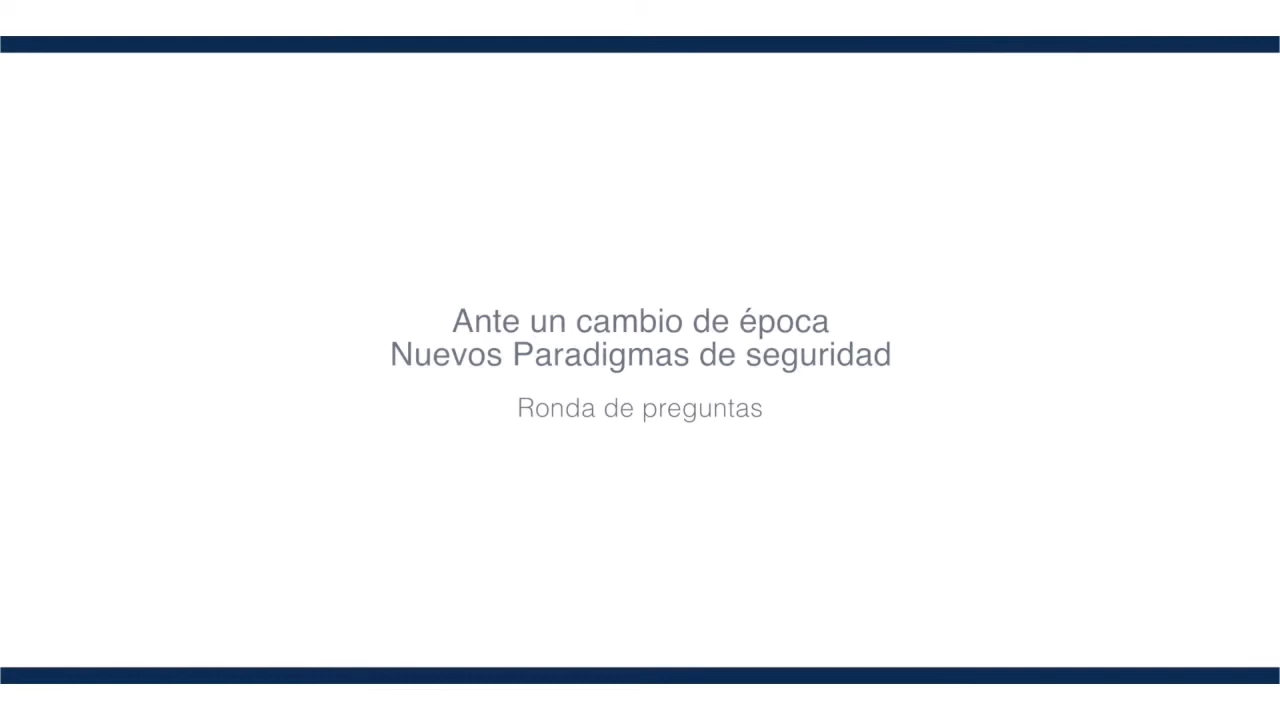 Ante un cambio de época
Nuevos Paradigmas de seguridad
Ronda de preguntas